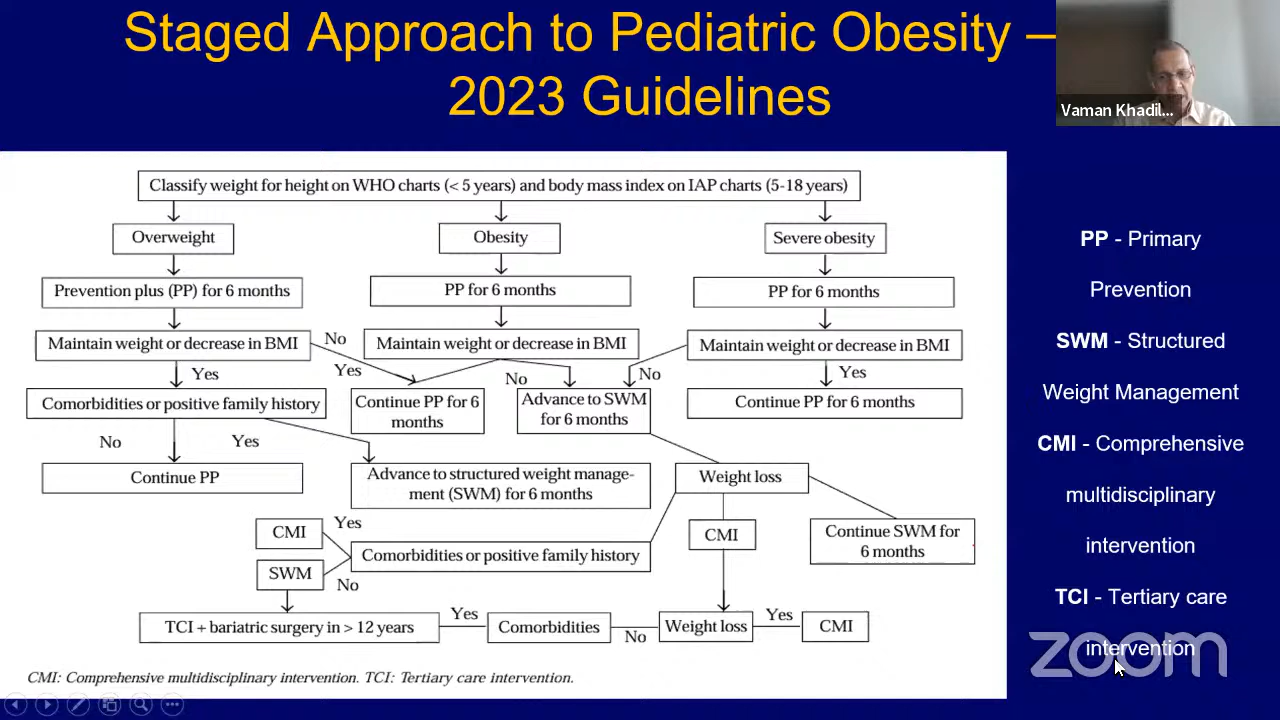 Staged Approach to Pediatric Obesity –
2023 Guidelines
Vaman Khadil...
Classify weight for height on WHO charts (< 5 years) and body mass index on IAP charts (5-18 years)
Overweight
Obesity
Severe obesity
Prevention plus (PP) for 6 months
PP for 6 months
PP for 6 months
Maintain weight or decrease in BMI
No
Maintain weight or decrease in BMI
Maintain weight or decrease in BMI
Yes
Yes
No
No
Yes
Comorbidities or positive family history
Continue PP for 6
months
Advance to SWM
for 6 months
Continue PP for 6 months
No
Yes
Continue PP
Advance to structured weight manage-
ment (SWM) for 6 months
Weight loss
CMI
Yes
Comorbidities or positive family history
SWM
No
CMI
Continue SWM for
6 months
TCI + bariatric surgery in > 12 years
Yes
Comorbidities
No
Weight loss
Yes
CMI
CMI: Comprehensive multidisciplinary intervention. TCI: Tertiary care intervention.
PP - Primary
Prevention
SWM - Structured
Weight Management
CMI - Comprehensive
multidisciplinary
intervention
TCI - Tertiary care
intervention
zoom